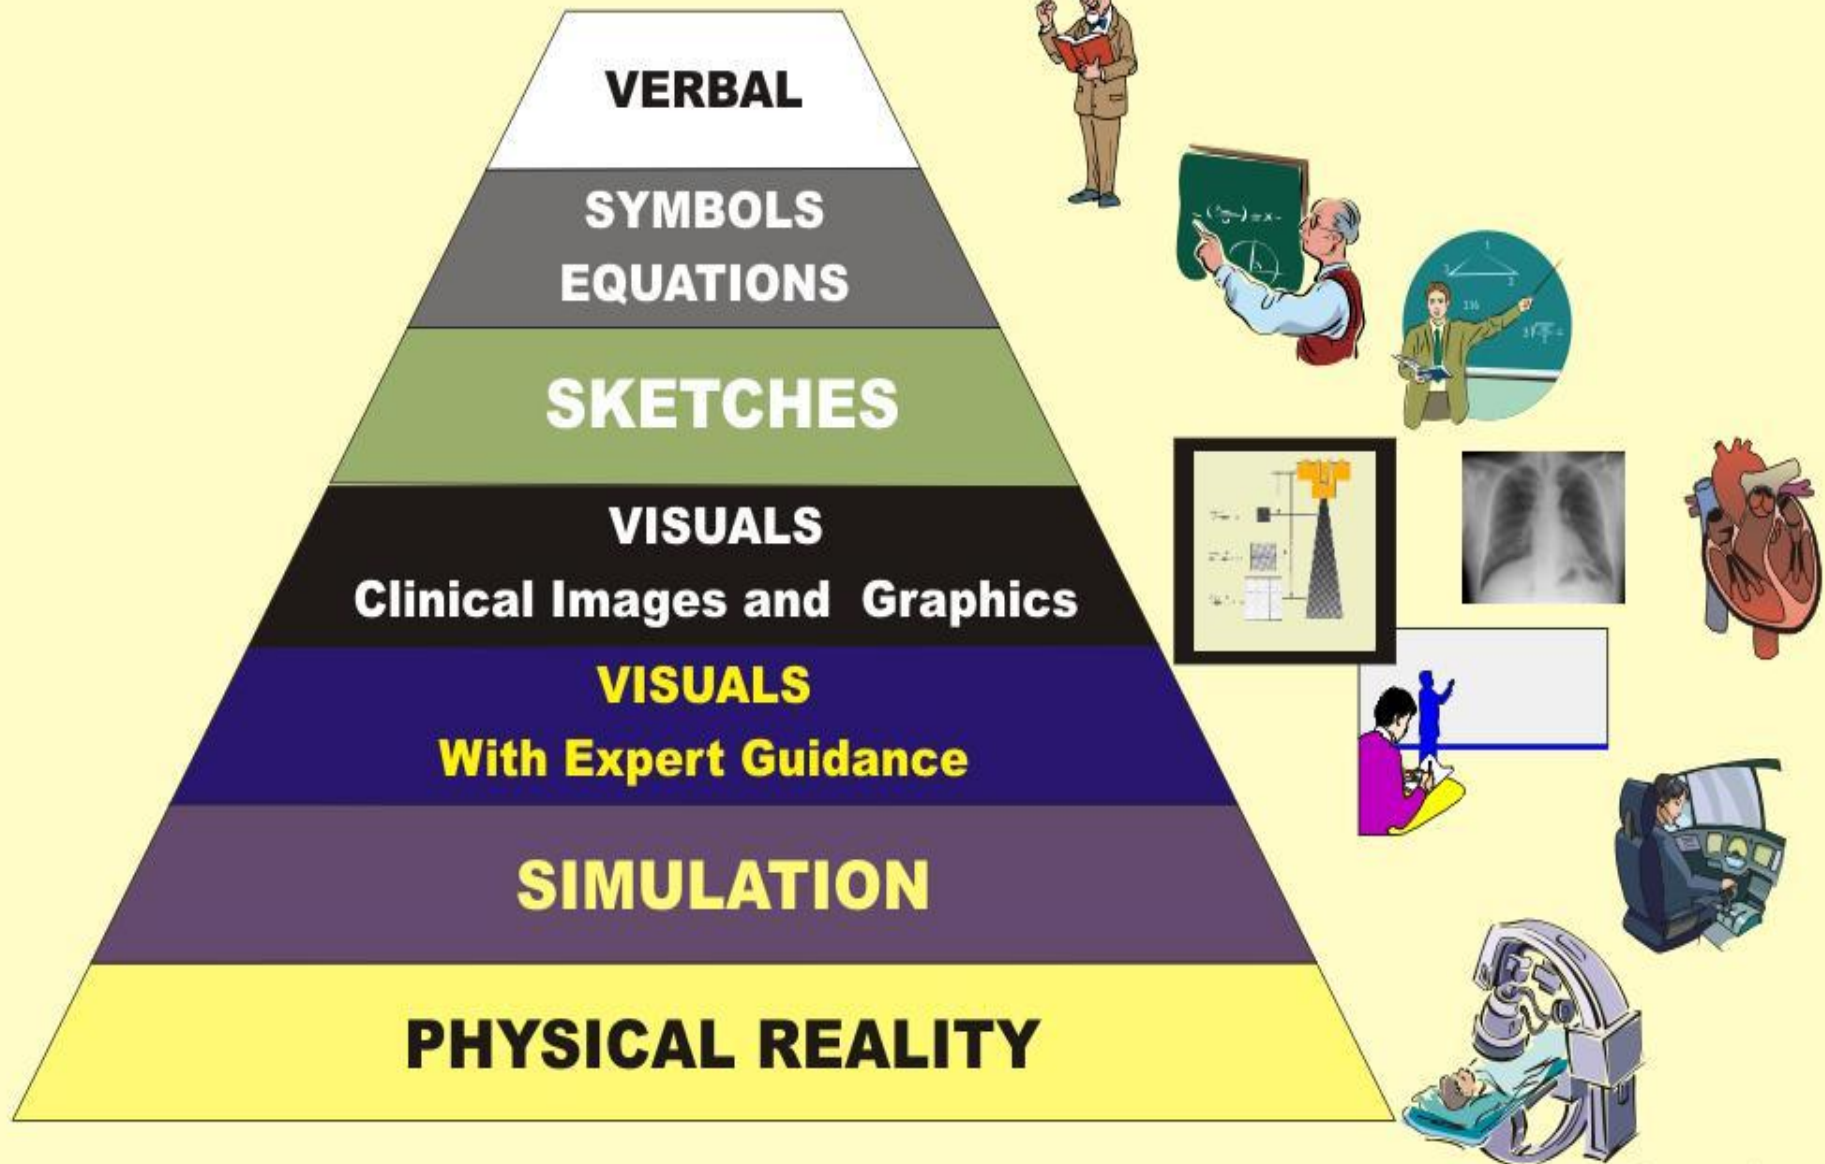 VERBAL
SYMBOLS
EQUATIONS
SKETCHES
VISUALS
Clinical Images and Graphics
VISUALS
With Expert Guidance
SIMULATION
PHYSICAL REALITY